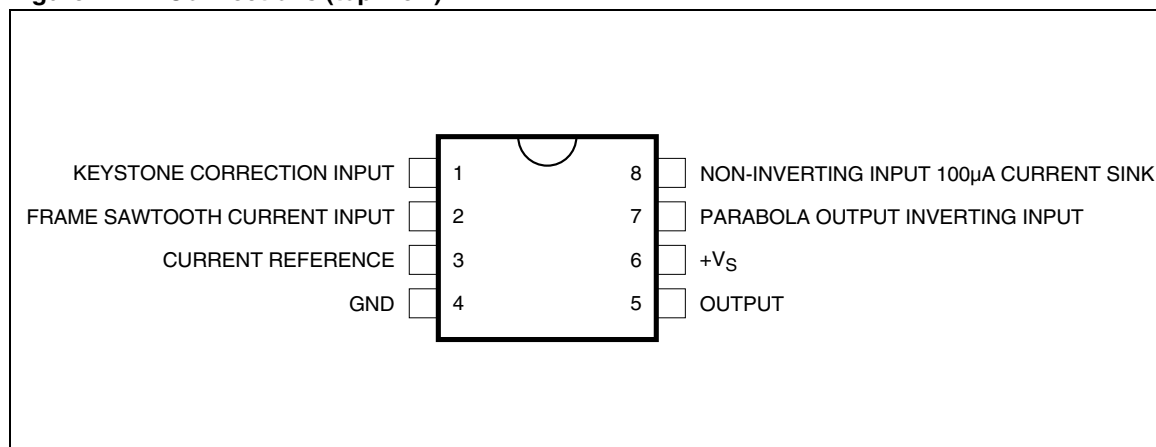 KEYSTONE CORRECTION INPUT 1
FRAME SAWTOOTH CURRENT INPUT 2
CURRENT REFERENCE 3
GND 4
8 NON-INVERTING INPUT 100µA CURRENT SINK
7 PARABOLA OUTPUT INVERTING INPUT
6 +VS
5 OUTPUT